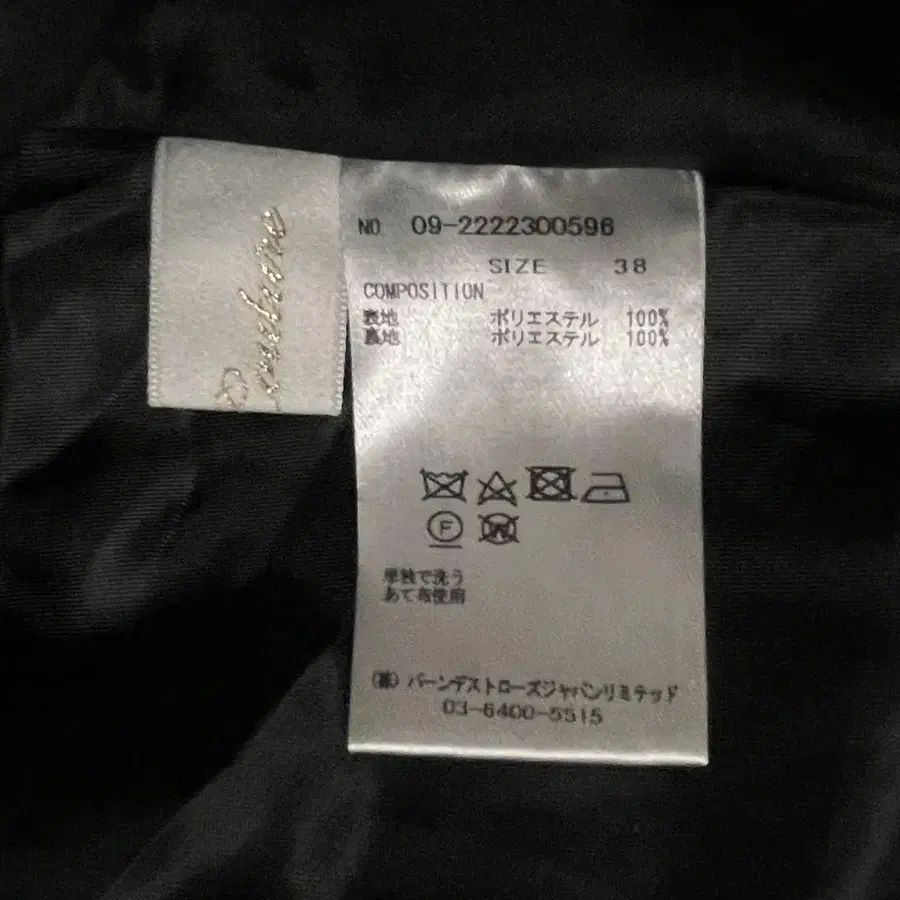 NO 09-2222300596
SIZE 38
COMPOSITION
表地 ポリエステル 100%
裏地 ポリエステル 100%
F
W
単独で洗う
あて布使用
(株) バーンデストローズジャパンリミテッド
03-6400-5515